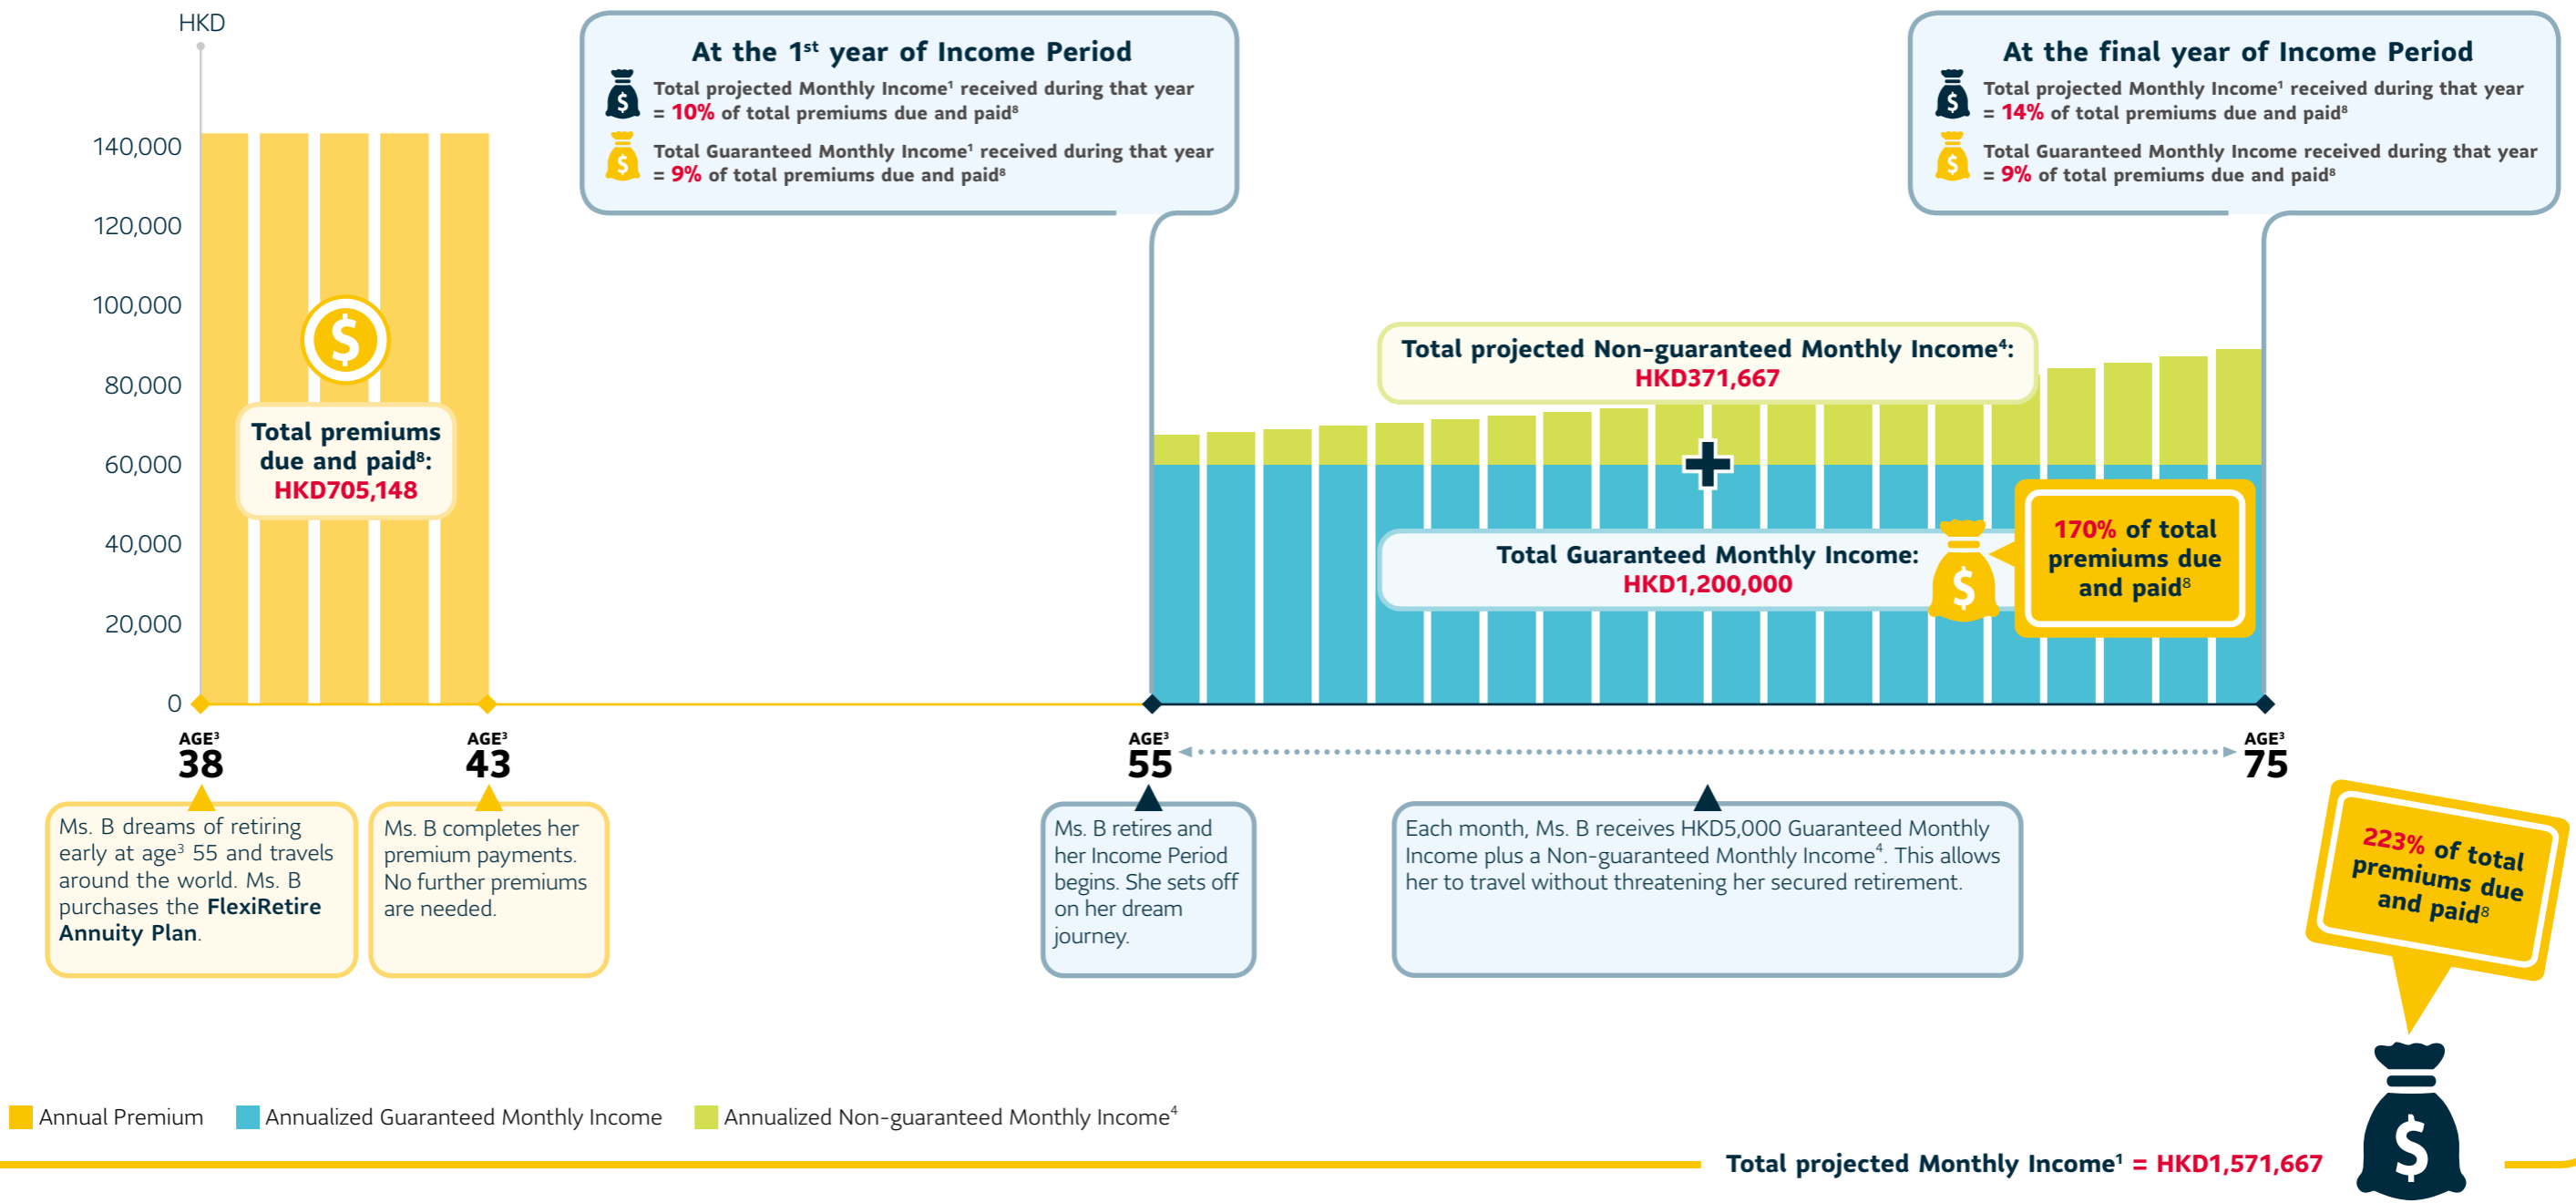 HKD
140,000
120,000
100,000
80,000
60,000
40,000
20,000
0
$
Total premiums
due and paid⁸:
HKD705,148
At the 1ˢᵗ year of Income Period
$
Total projected Monthly Income¹ received during that year
= 10% of total premiums due and paid⁸
$
Total Guaranteed Monthly Income¹ received during that year
= 9% of total premiums due and paid⁸
At the final year of Income Period
$
Total projected Monthly Income¹ received during that year
= 14% of total premiums due and paid⁸
$
Total Guaranteed Monthly Income received during that year
= 9% of total premiums due and paid⁸
Total projected Non-guaranteed Monthly Income⁴:
HKD371,667
+
Total Guaranteed Monthly Income:
HKD1,200,000
$
170% of total
premiums due
and paid⁸
AGE³
38
AGE³
43
AGE³
55
AGE³
75
Ms. B dreams of retiring
early at age³ 55 and travels
around the world. Ms. B
purchases the FlexiRetire
Annuity Plan.
Ms. B completes her
premium payments.
No further premiums
are needed.
Ms. B retires and
her Income Period
begins. She sets off
on her dream
journey.
Each month, Ms. B receives HKD5,000 Guaranteed Monthly
Income plus a Non-guaranteed Monthly Income⁴. This allows
her to travel without threatening her secured retirement.
223% of total
premiums due
and paid⁸
Annual Premium
Annualized Guaranteed Monthly Income
Annualized Non-guaranteed Monthly Income⁴
Total projected Monthly Income¹ = HKD1,571,667
$